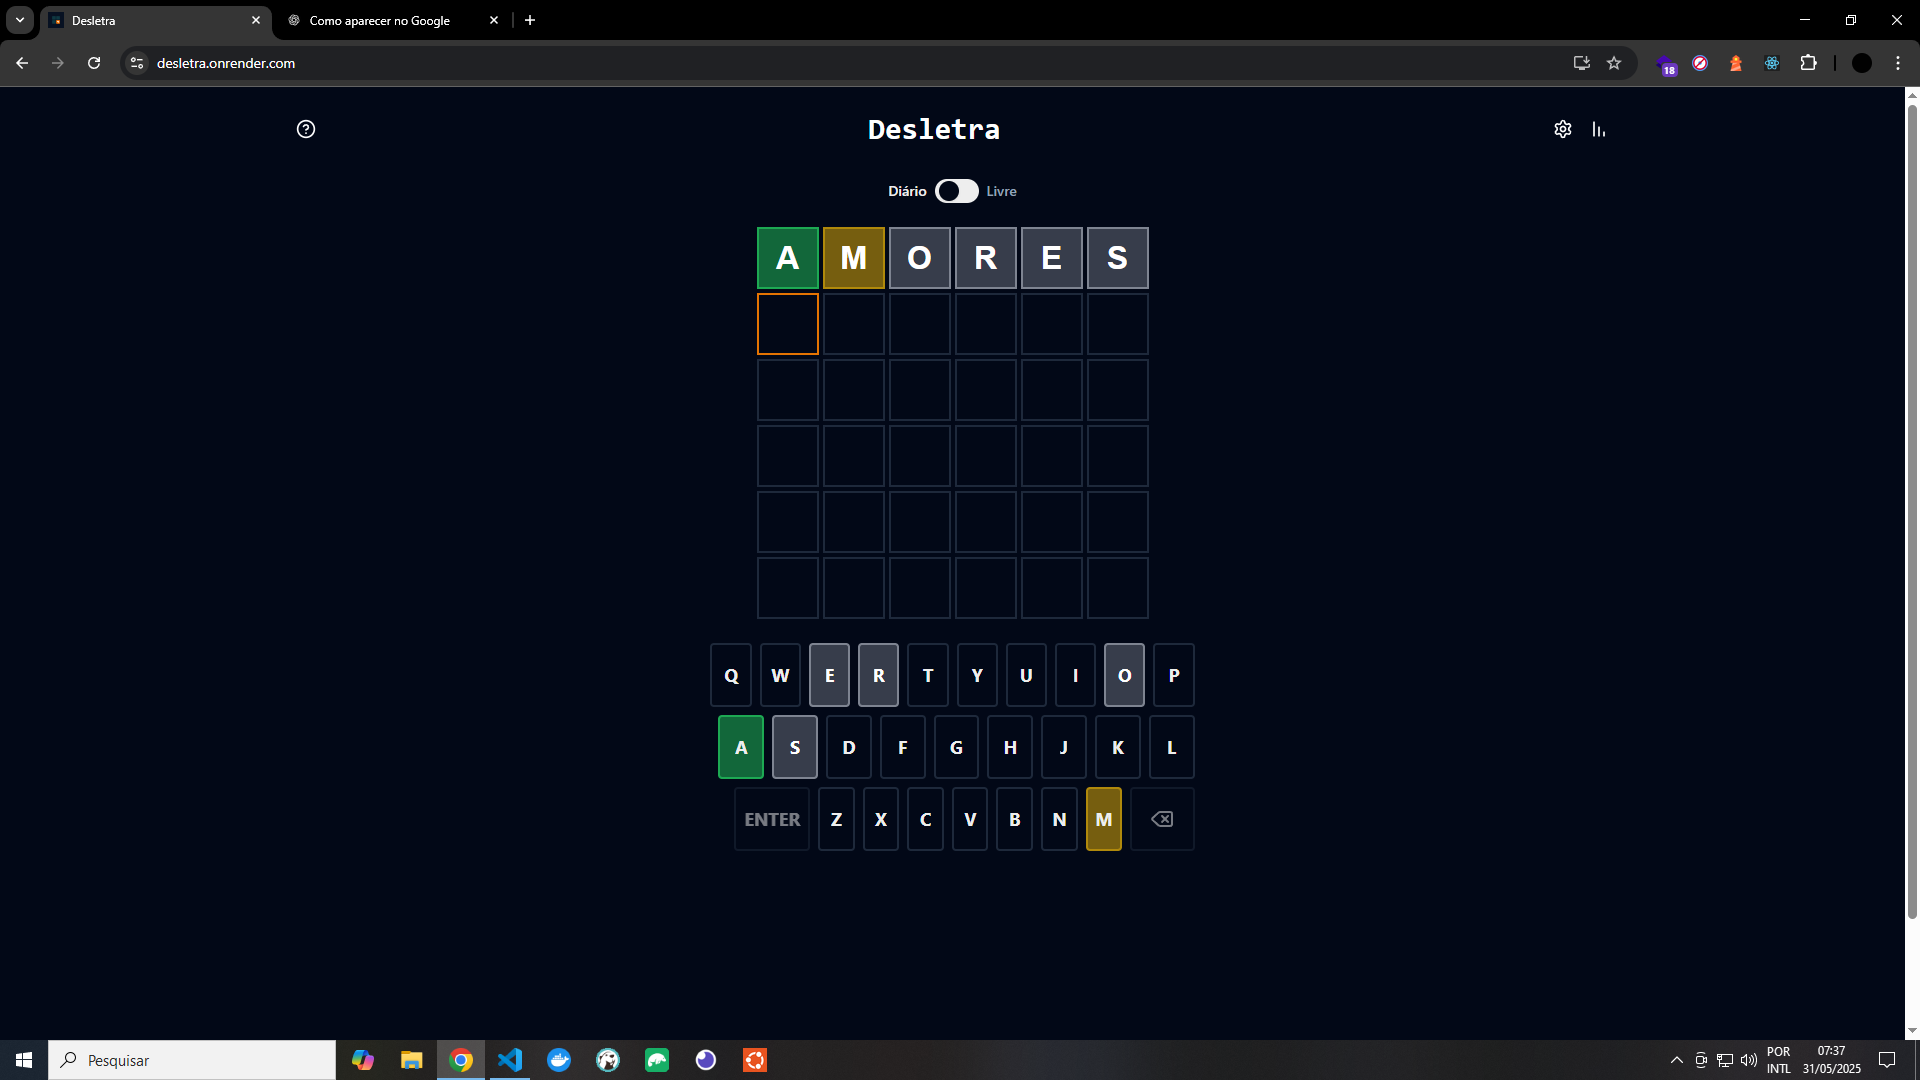 Desletra
Como aparecer no Google
desletra.onrender.com
18
Desletra
Diário Livre
A M O R E S
Q W E R T Y U I O P
A S D F G H J K L
ENTER Z X C V B N M
Pesquisar
POR
INTL
07:37
31/05/2025